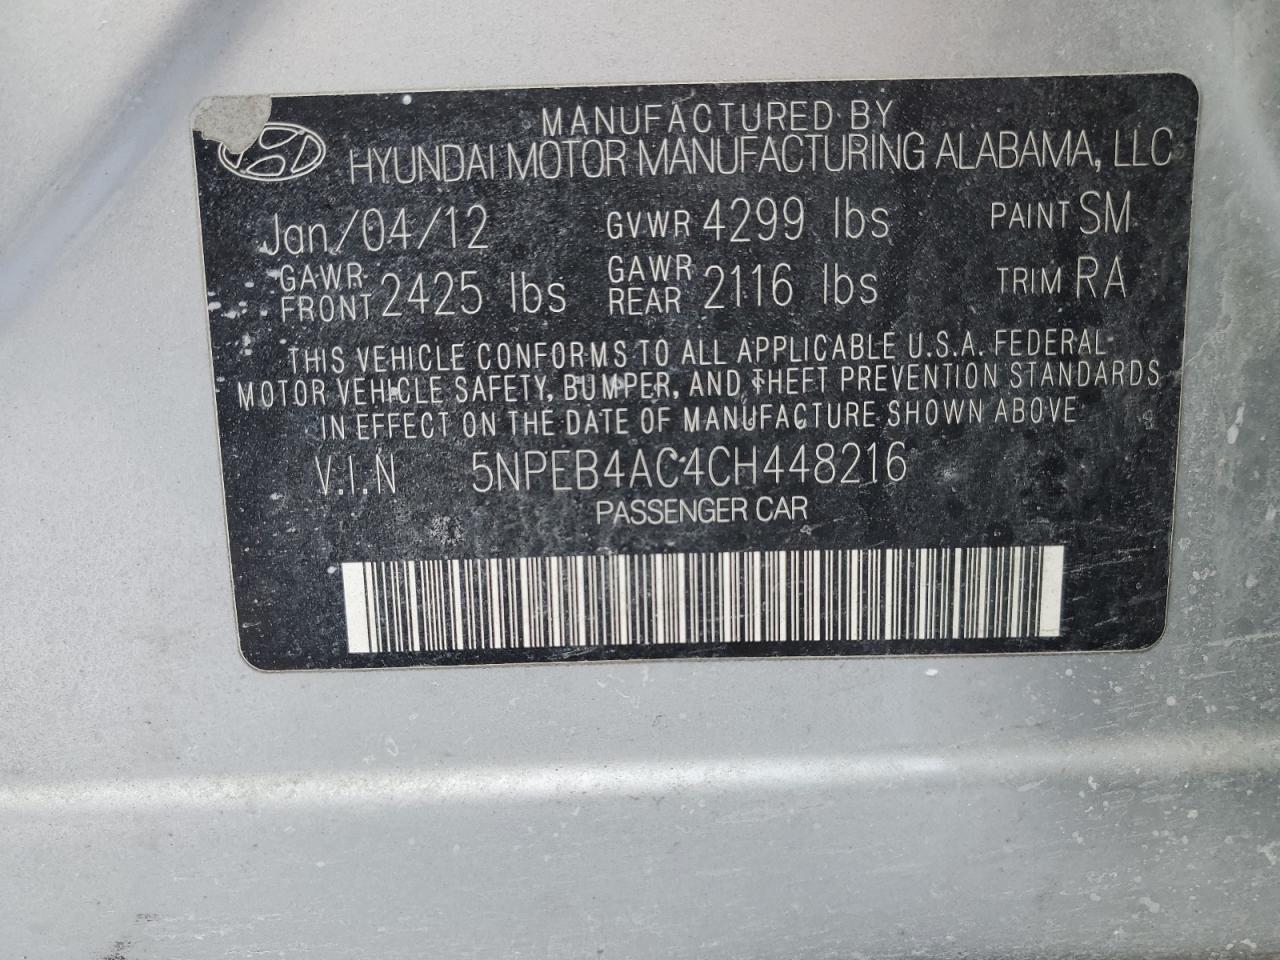 MANUFACTURED BY
HYUNDAI MOTOR MANUFACTURING ALABAMA, LLC
Jan/04/12 GVWR 4299 lbs PAINT SM
GAWR FRONT 2425 lbs GAWR REAR 2116 lbs TRIM RA
THIS VEHICLE CONFORMS TO ALL APPLICABLE U.S.A. FEDERAL
MOTOR VEHICLE SAFETY, BUMPER, AND THEFT PREVENTION STANDARDS
IN EFFECT ON THE DATE OF MANUFACTURE SHOWN ABOVE
V.I.N 5NPEB4AC4CH448216
PASSENGER CAR